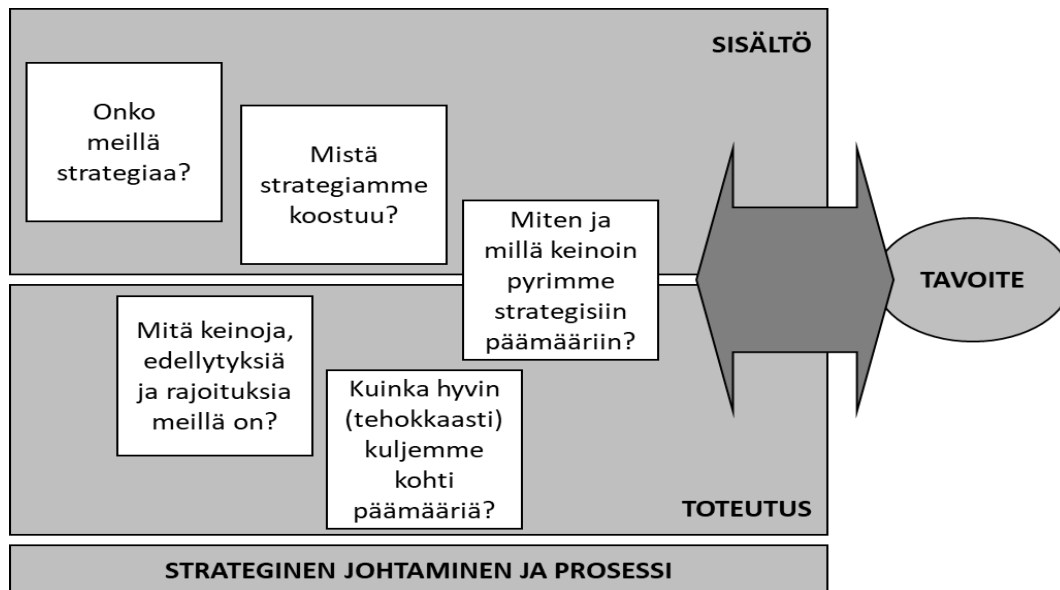 SISÄLTÖ
Onko
meillä
strategiaa?
Mistä
strategiamme
koostuu?
Miten ja
millä keinoin
pyrimme
strategisiin
päämääriin?
TAVOITE
Mitä keinoja,
edellytyksiä
ja rajoituksia
meillä on?
Kuinka hyvin
(tehokkaasti)
kuljemme
kohti
päämääriä?
TOTEUTUS
STRATEGINEN JOHTAMINEN JA PROSESSI